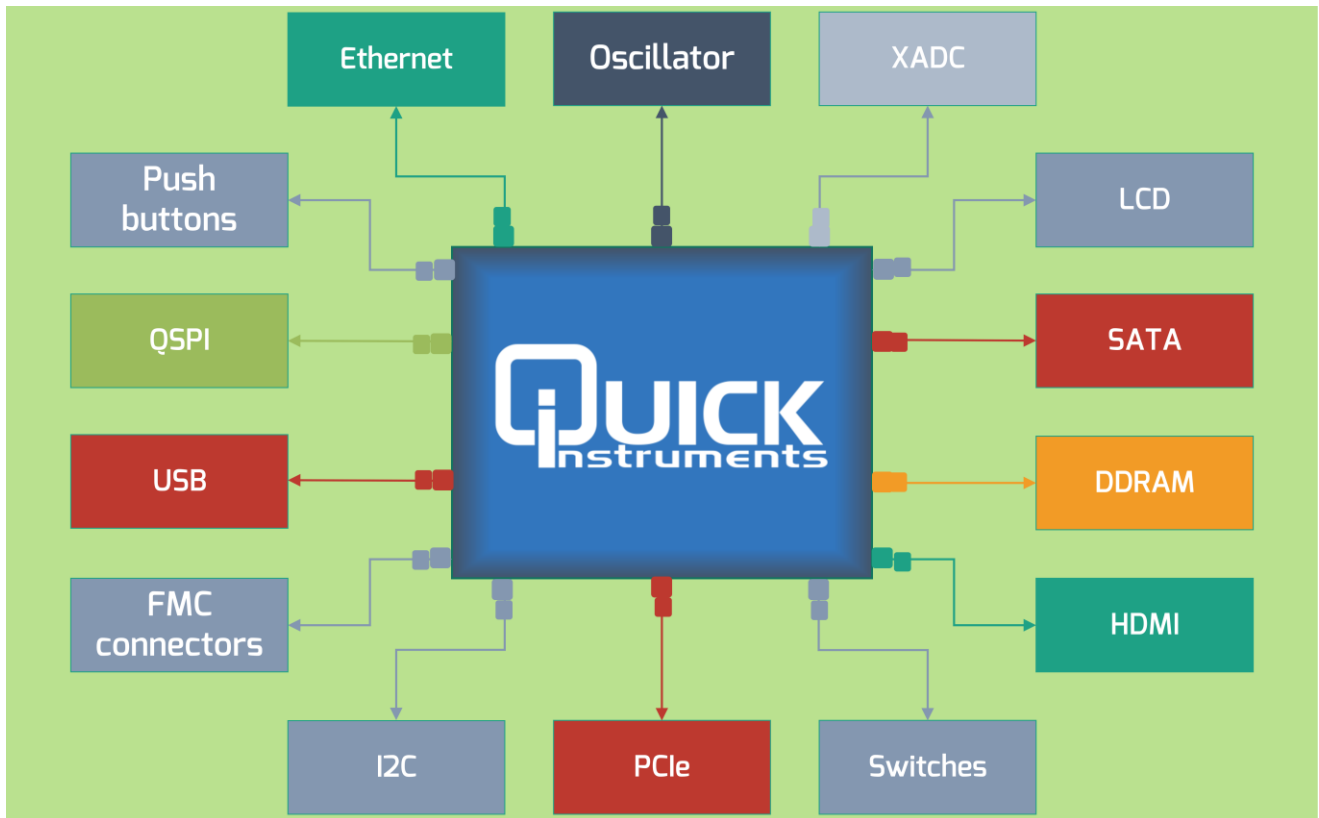 Ethernet
Oscillator
XADC
Push
buttons
LCD
QSPI
SATA
QUICK
instruments
USB
DDRAM
FMC
connectors
HDMI
I2C
PCIe
Switches